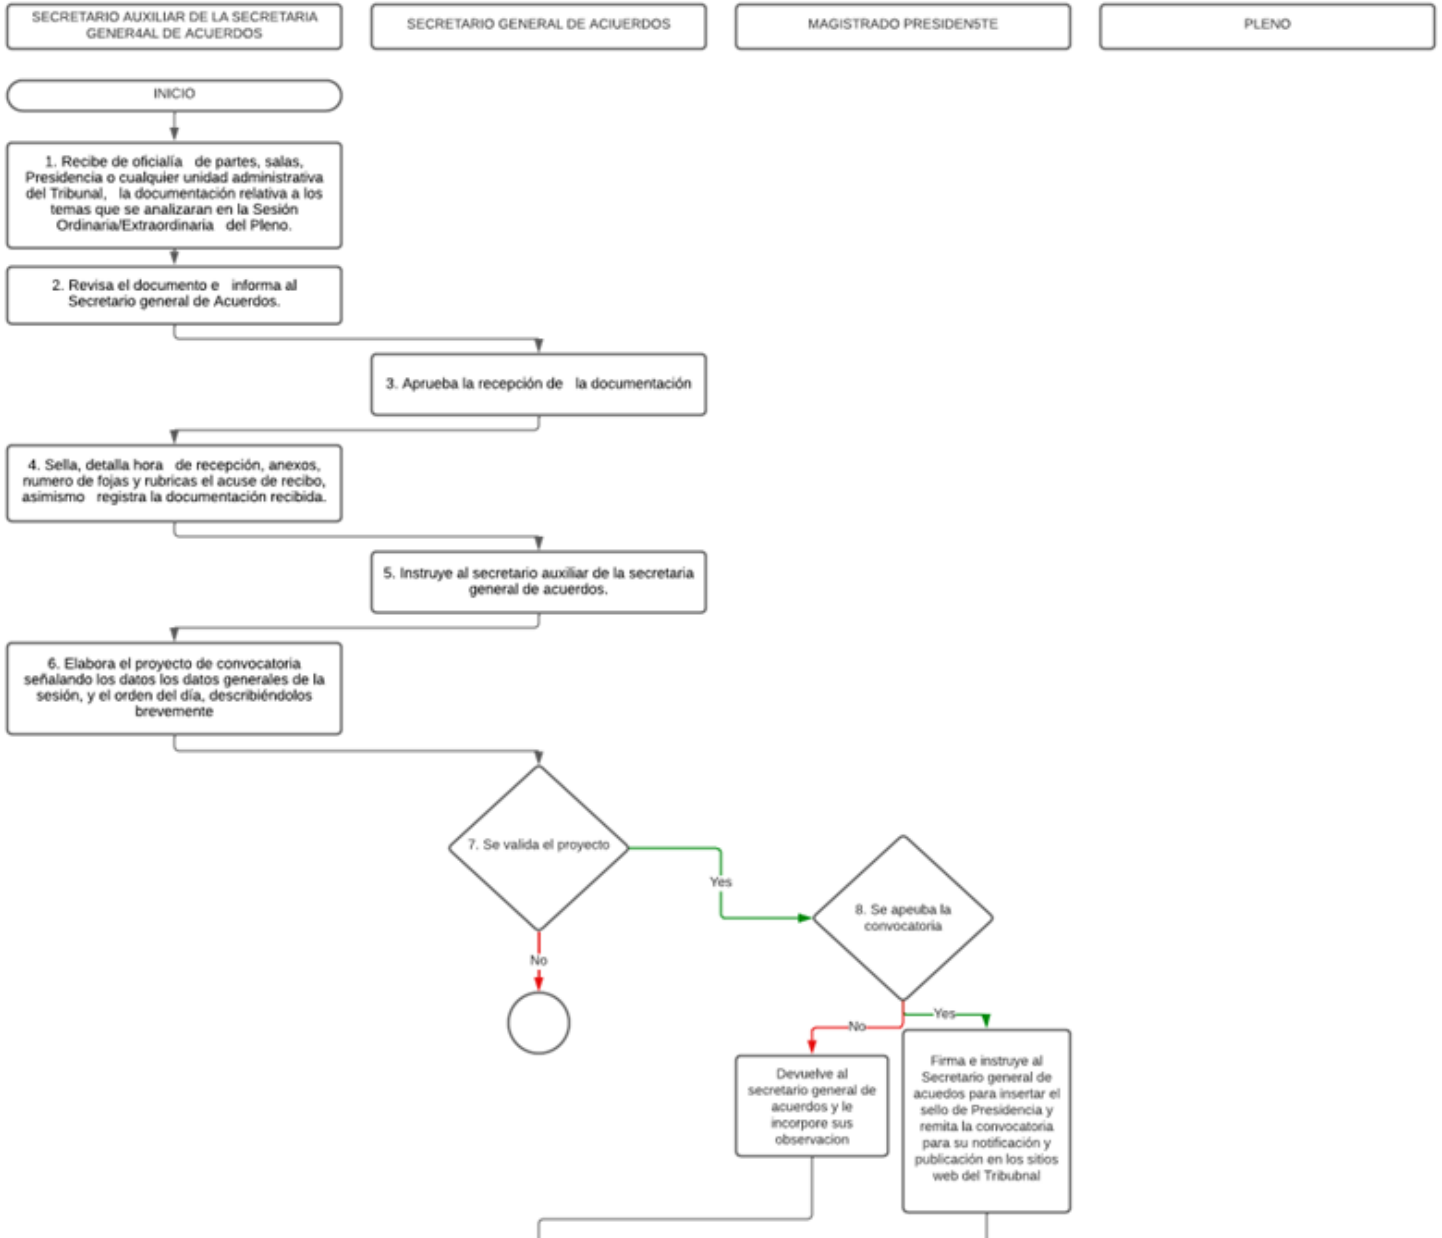 SECRETARIO AUXILIAR DE LA SECRETARIA
GENER4AL DE ACUERDOS
SECRETARIO GENERAL DE ACIUERDOS
MAGISTRADO PRESIDEN5TE
PLENO
INICIO
1. Recibe de oficialía de partes, salas,
Presidencia o cualquier unidad administrativa
del Tribunal, la documentación relativa a los
temas que se analizaran en la Sesión
Ordinaria/Extraordinaria del Pleno.
2. Revisa el documento e informa al
Secretario general de Acuerdos.
3. Aprueba la recepción de la documentación
4. Sella, detalla hora de recepción, anexos,
numero de fojas y rubricas el acuse de recibo,
asimismo registra la documentación recibida.
5. Instruye al secretario auxiliar de la secretaria
general de acuerdos.
6. Elabora el proyecto de convocatoria
señalando los datos los datos generales de la
sesión, y el orden del día, describiéndolos
brevemente
7. Se valida el proyecto
Yes
8. Se apeuba la
convocatoria
No
No
Yes
Devuelve al
secretario general de
acuerdos y le
incorpore sus
observacion
Firma e instruye al
Secretario general de
acuedos para insertar el
sello de Presidencia y
remita la convocatoria
para su notificación y
publicación en los sitios
web del Tribubnal